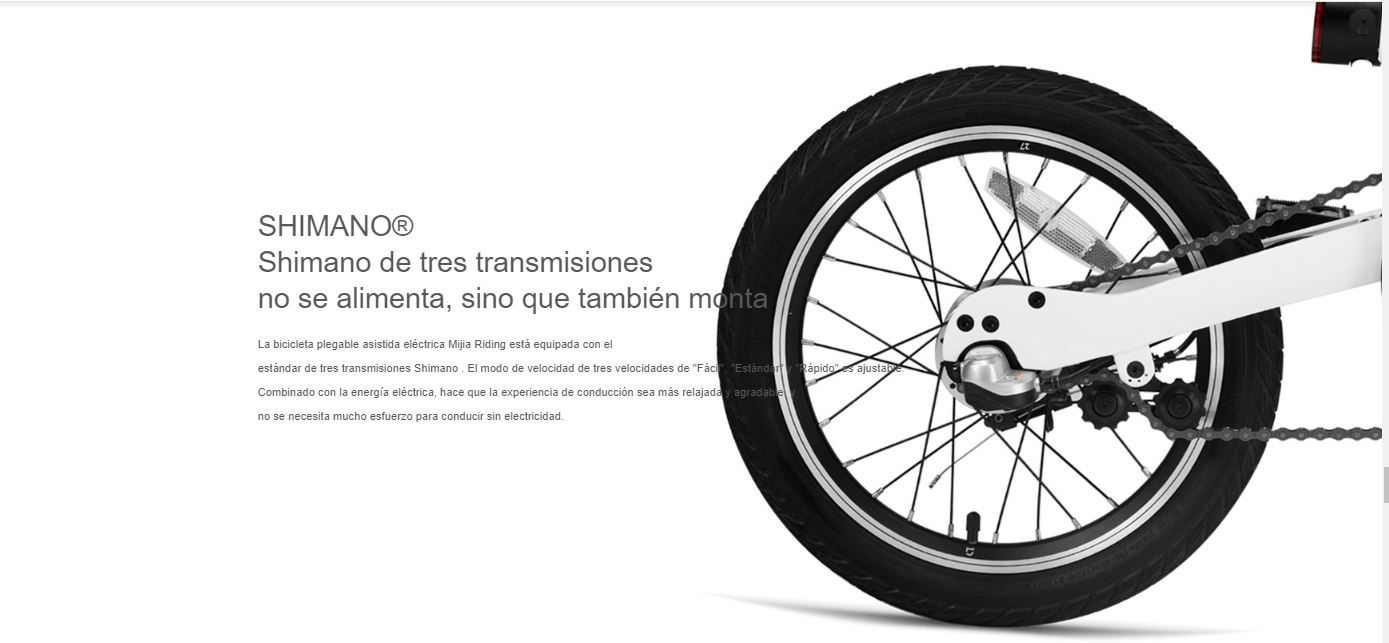 SHIMANO®
Shimano de tres transmisiones
no se alimenta, sino que también monta
La bicicleta plegable asistida eléctrica Mijia Riding está equipada con el
estándar de tres transmisiones Shimano . El modo de velocidad de tres velocidades de "Fácil", "Estándar" y "Rápido" es ajustable.
Combinado con la energía eléctrica, hace que la experiencia de conducción sea más relajada y agradable, y
no se necesita mucho esfuerzo para conducir sin electricidad.